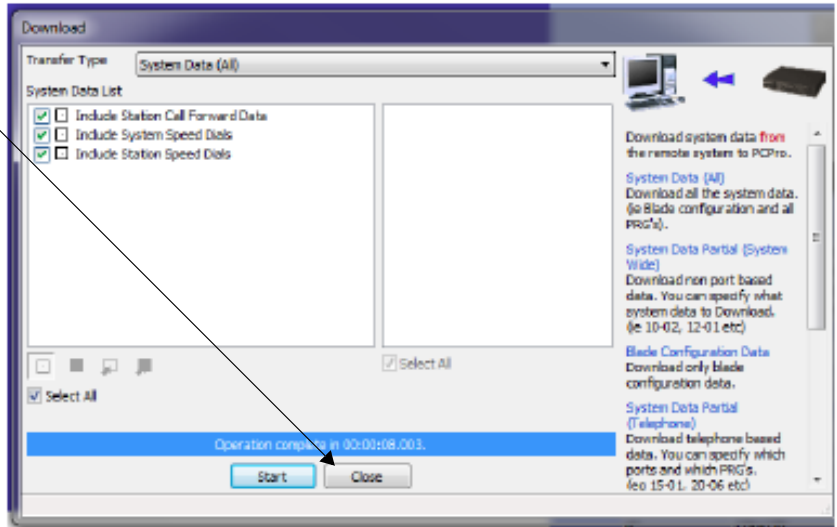 Download
Transfer Type
System Data (All)
System Data List
Include Station Call Forward Data
Include System Speed Dials
Include Station Speed Dials
Select All
Select All
Operation complete in 00:00:08.003.
Start
Close
Download system data from
the remote system to PCPro.
System Data (All)
Download all the system data.
(ie Blade configuration and all
PRG's).
System Data Partial (System
Wide)
Download non port based
data. You can specify what
system data to Download.
(ie 10-02, 12-01 etc)
Blade Configuration Data
Download only blade
configuration data.
System Data Partial
(Telephone)
Download telephone based
data. You can specify which
ports and which PRG's.
(eg 15-01, 20-06 etc)